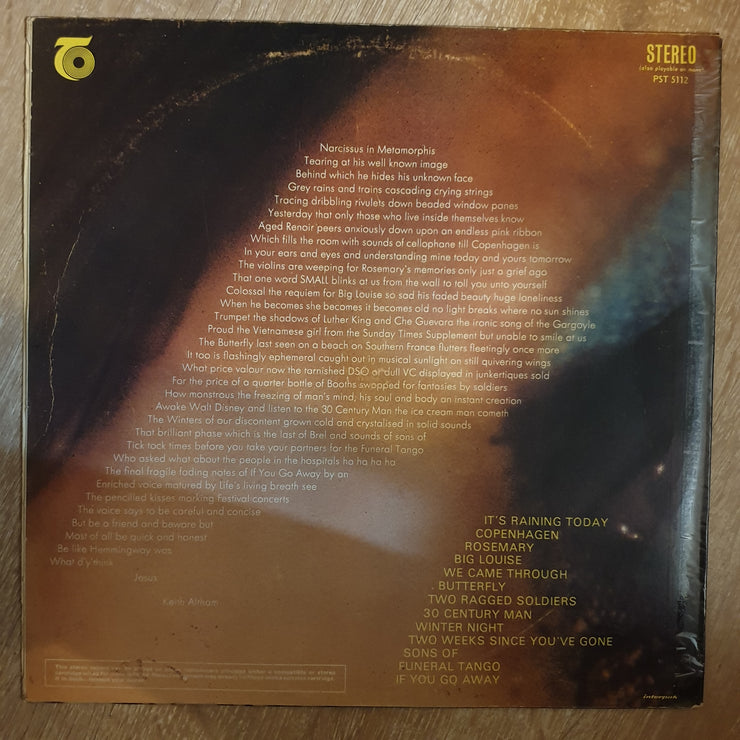 STEREO
(also playable on mono)
PST 5112
Narcissus in Metamorphis
Tearing at his well known image
Behind which he hides his unknown face
Grey rains and trains cascading crying strings
Tracing dribbling rivulets down beaded window panes
Yesterday that only those who live inside themselves know
Aged Renoir peers anxiously down upon an endless pink ribbon
Which fills the room with sounds of cellophane till Copenhagen is
In your ears and eyes and understanding mine today and yours tomorrow
The violins are weeping for Rosemary's memories only just a grief ago
That one word SMALL blinks at us from the wall to tell you unto yourself
Colossal the requiem for Big Louise so sad his faded beauty huge loneliness
When he becomes she becomes it becomes old no light breaks where no sun shines
Trumpet the shadows of Luther King and Che Guevara the ironic song of the Gargoyle
Proud the Vietnamese girl from the Sunday Times Supplement but unable to smile at us
The Butterfly last seen on a beach on Southern France flutters fleetingly once more
It too is flashingly ephemeral caught out in musical sunlight on still quivering wings
What price valour now the tarnished DSO or dull VC displayed in junkertiques sold
For the price of a quarter bottle of Booths swapped for fantasies by soldiers
How monstrous the freezing of man's mind, his soul and body an instant creation
Awake Walt Disney and listen to the 30 Century Man the ice cream man cometh
The Winters of our discontent grown cold and crystalised in solid sounds
That brilliant phase which is the last of Brel and sounds of sons of
Tick tock times before you take your partners for the Funeral Tango
Who asked what about the people in the hospitals ha ha ha ha
The final fragile fading notes of If You Go Away by an
Enriched voice matured by Life's living breath see
The pencilled kisses marking Festival concerts
The voice says to be careful and concise
But be a friend and beware but
Most of all be quick and honest
Be like Hemmingway was
What d'y'think
Jesus
Keith Altham
IT'S RAINING TODAY
COPENHAGEN
ROSEMARY
BIG LOUISE
WE CAME THROUGH
BUTTERFLY
TWO RAGGED SOLDIERS
30 CENTURY MAN
WINTER NIGHT
TWO WEEKS SINCE YOU'VE GONE
SONS OF
FUNERAL TANGO
IF YOU GO AWAY
This stereo record
interpak